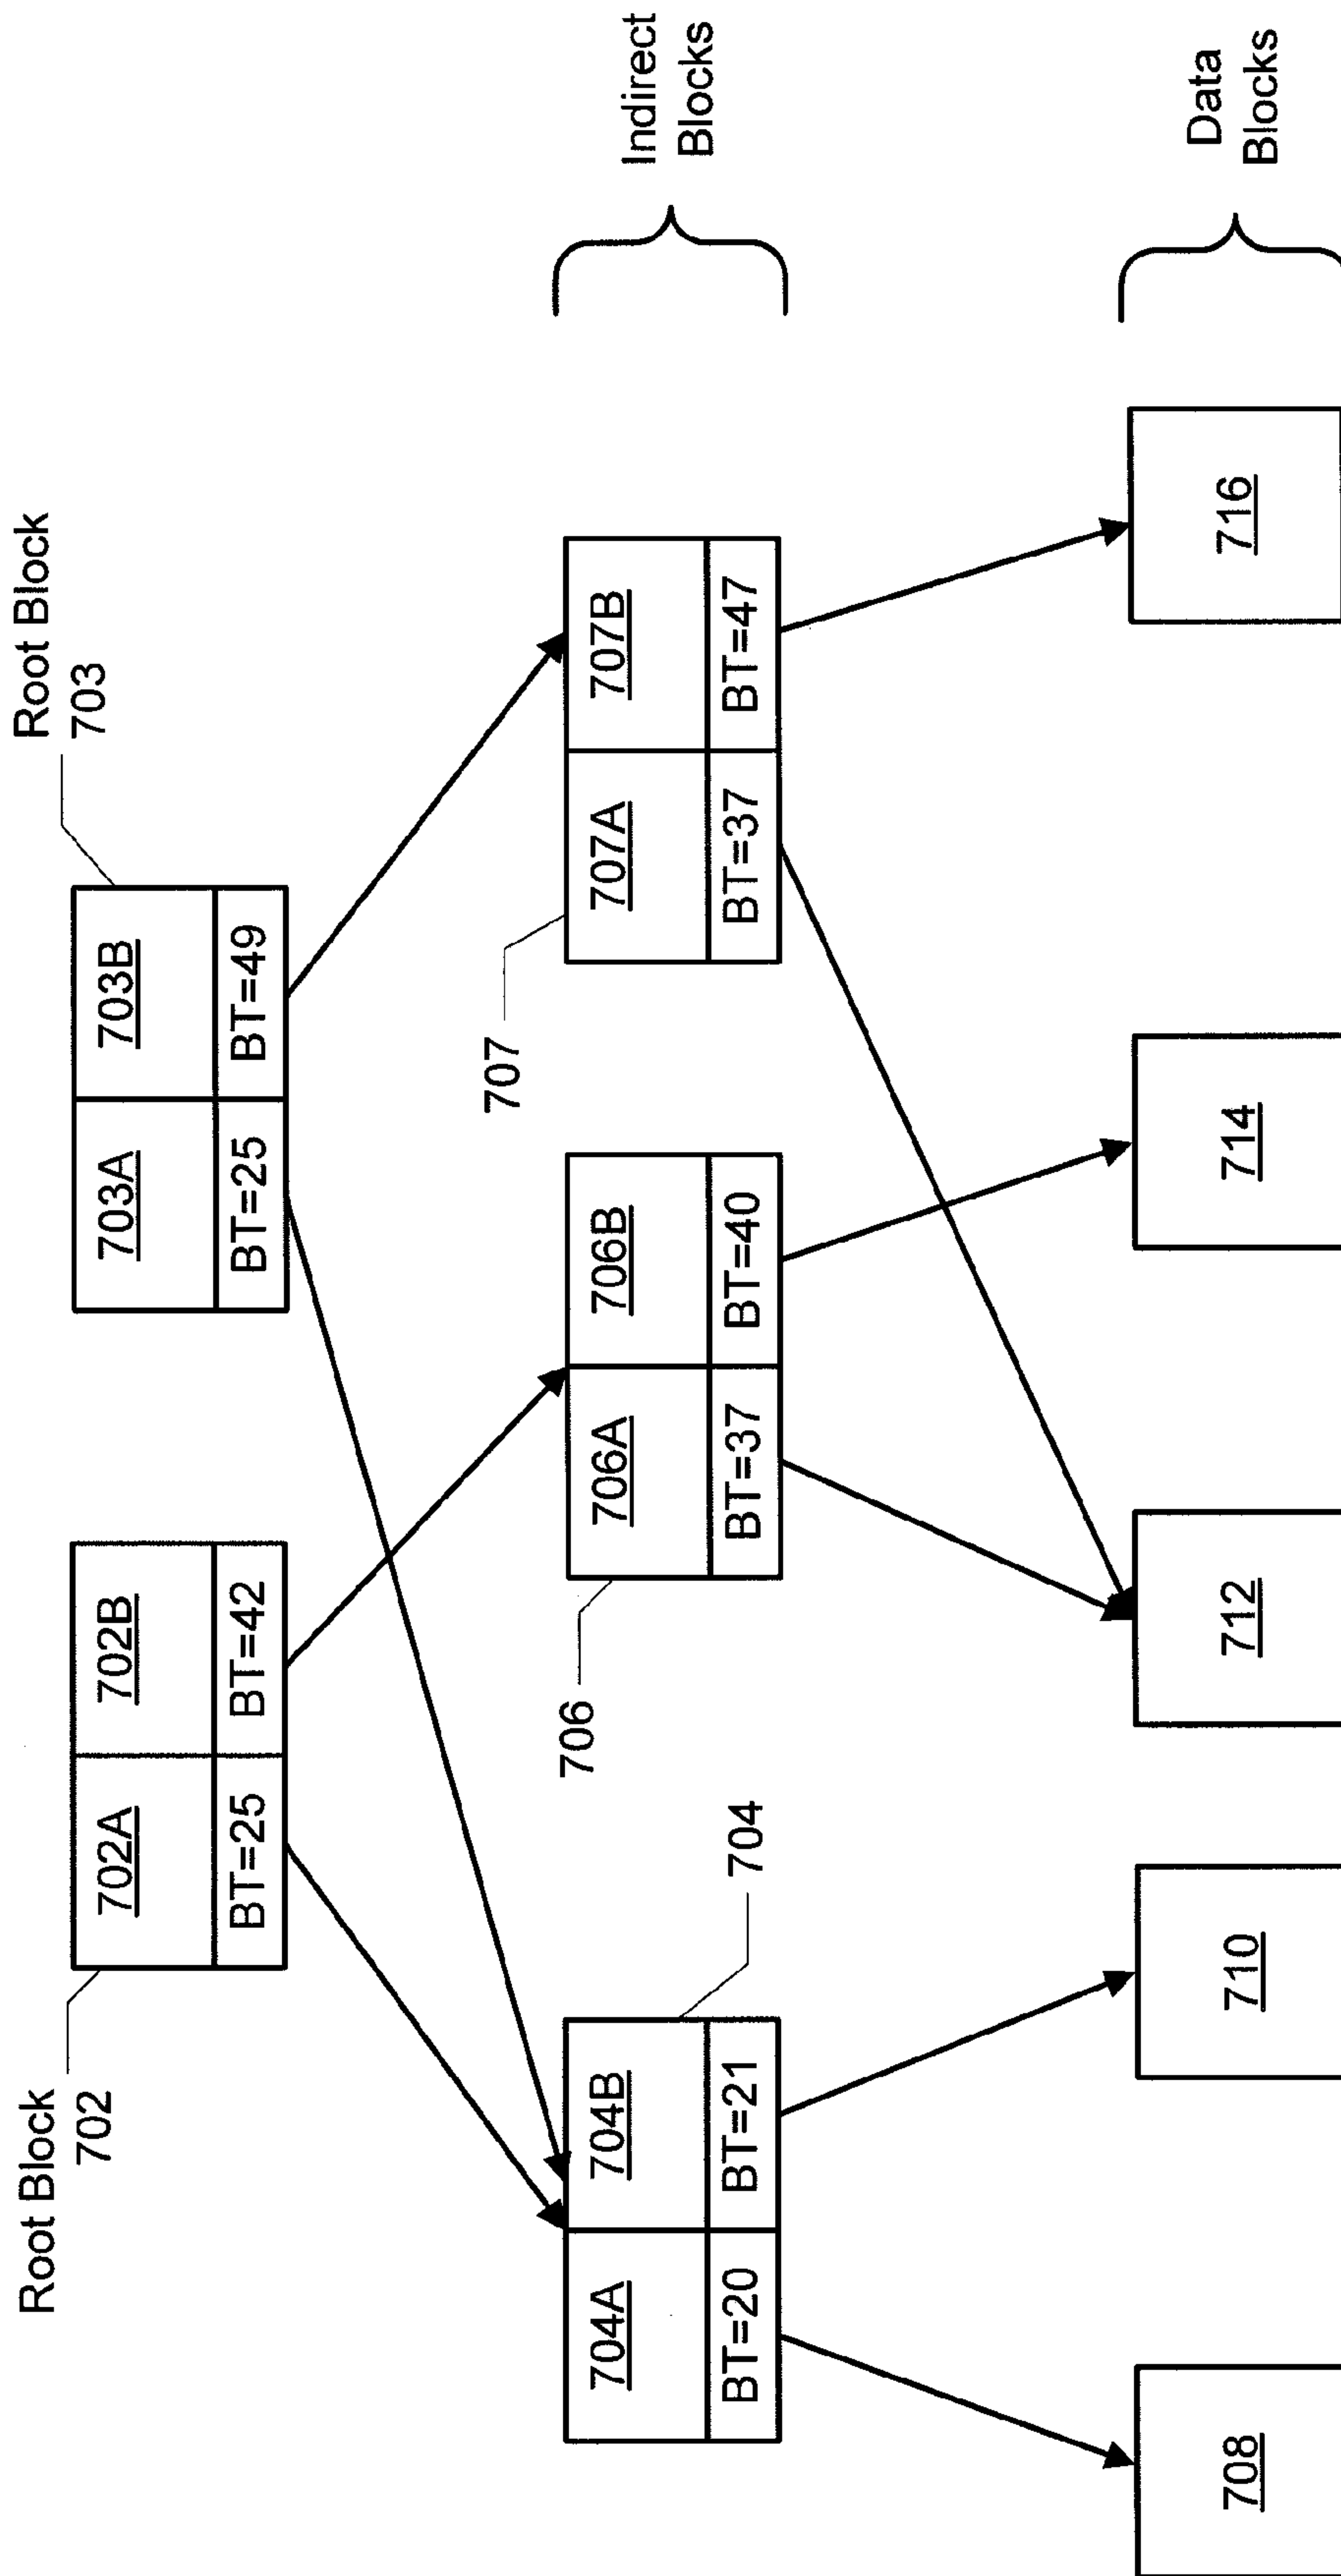 Root Block
702
Root Block
703
702A
702B
BT=25
BT=42
703A
703B
BT=25
BT=49
704
706
707
704A
704B
BT=20
BT=21
706A
706B
BT=37
BT=40
707A
707B
BT=37
BT=47
Indirect
Blocks
708
710
712
714
716
Data
Blocks